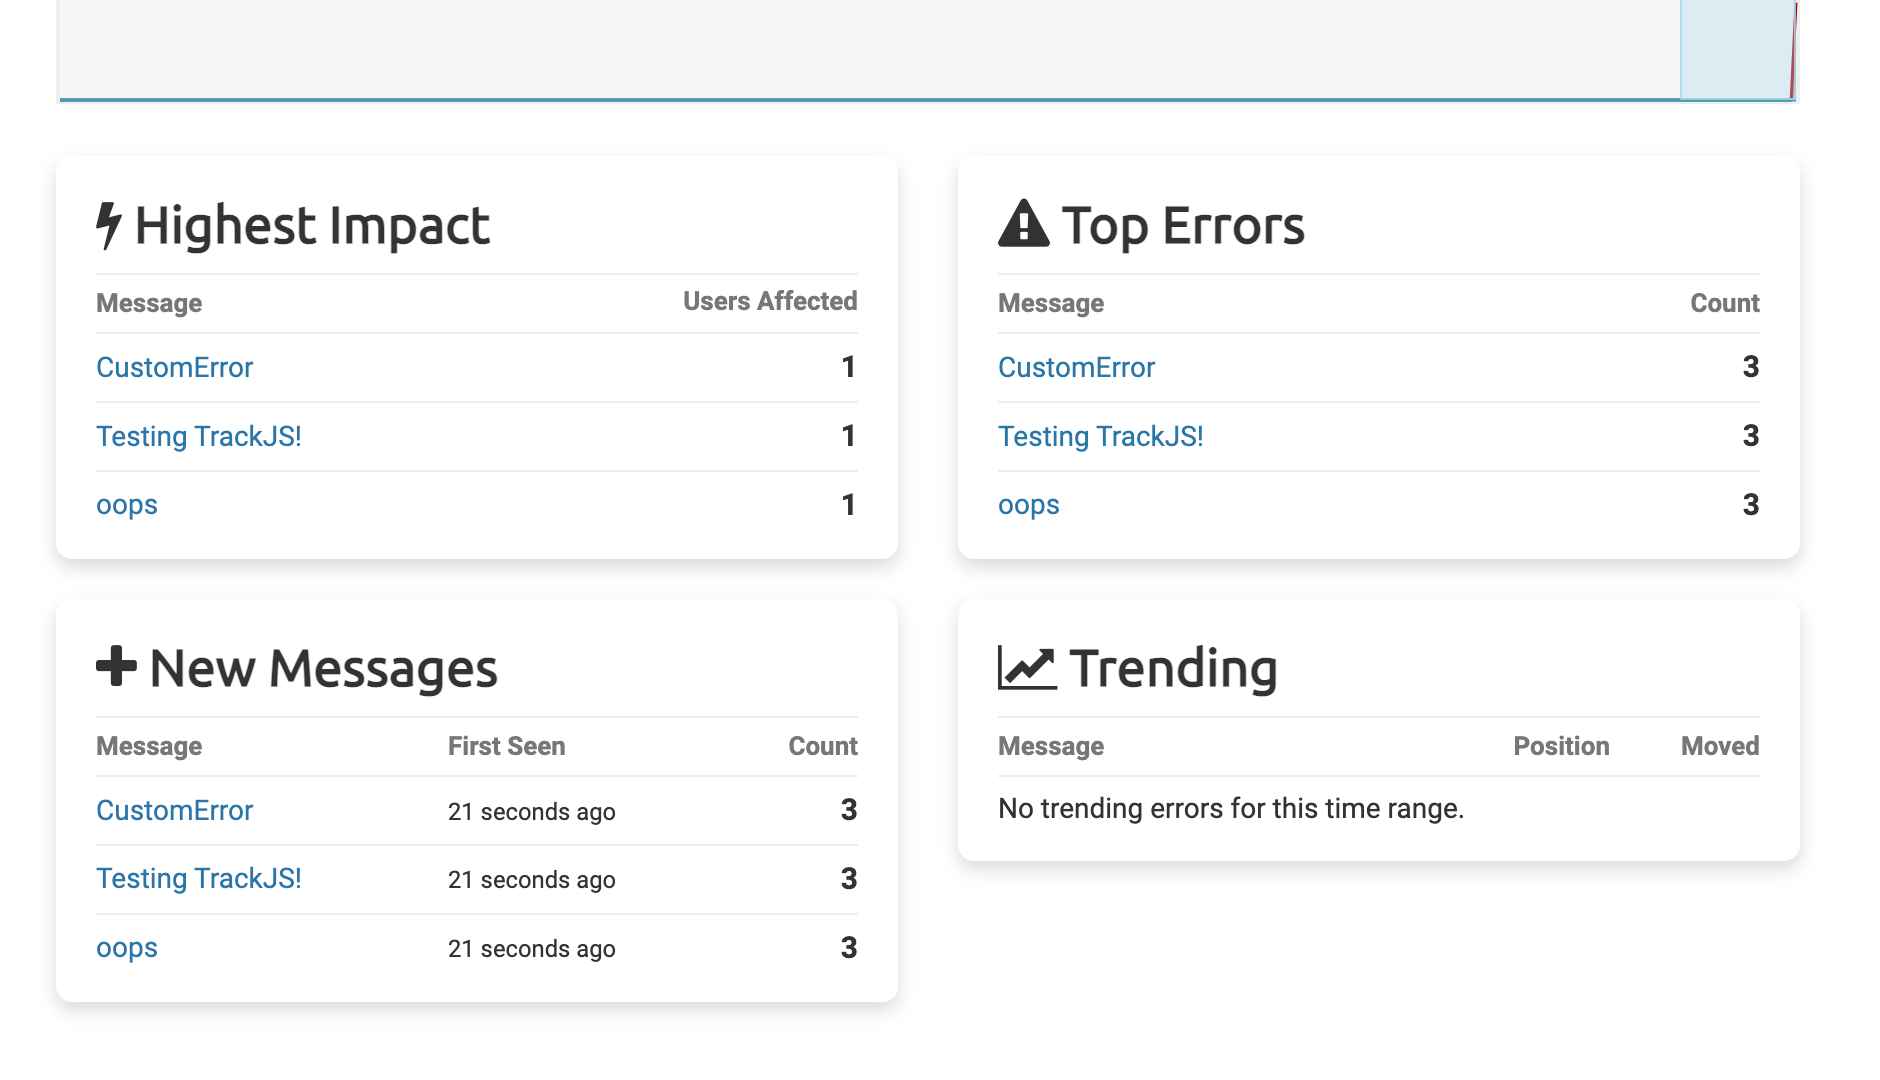 Highest Impact
Message Users Affected
CustomError 1
Testing TrackJS! 1
oops 1
Top Errors
Message Count
CustomError 3
Testing TrackJS! 3
oops 3
New Messages
Message First Seen Count
CustomError 21 seconds ago 3
Testing TrackJS! 21 seconds ago 3
oops 21 seconds ago 3
Trending
Message Position Moved
No trending errors for this time range.